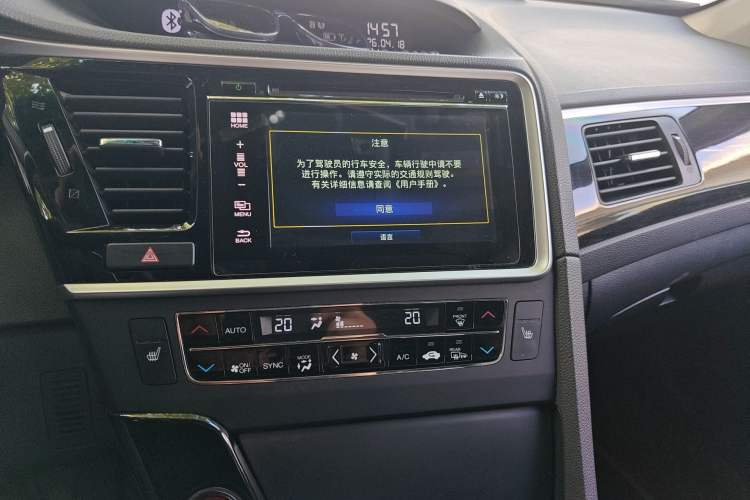 14:57
26.04.18
HOME
+
VOL
−
MENU
BACK
注意
为了驾驶员的行车安全，车辆行驶中请不要
进行操作。请遵守实际的交通规则驾驶。
有关详细信息请查阅《用户手册》。
同意
语言
AUTO
20
20
FRONT
ON/
OFF
SYNC
MODE
A/C
REAR